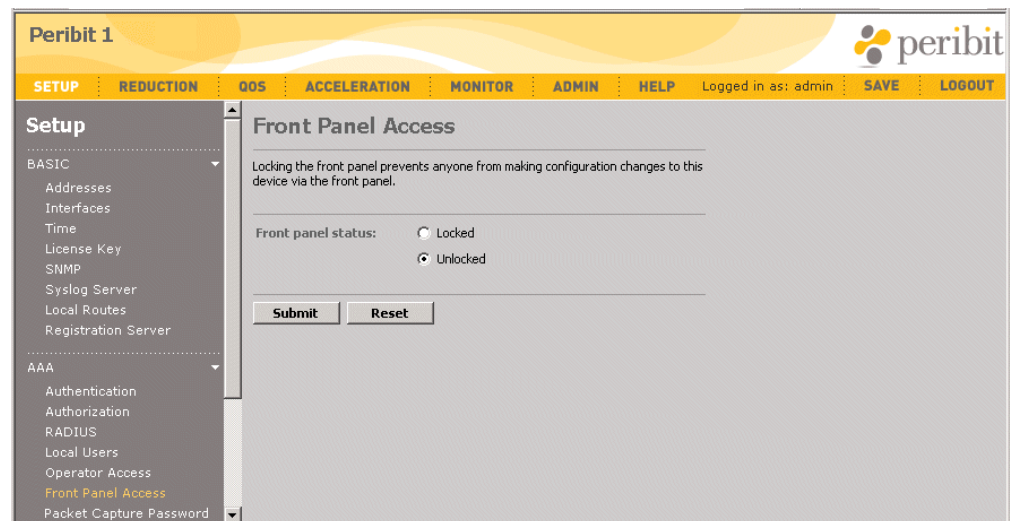 Peribit 1
peribit
SETUP REDUCTION QOS ACCELERATION MONITOR ADMIN HELP Logged in as: admin SAVE LOGOUT
Setup
BASIC
Addresses
Interfaces
Time
License Key
SNMP
Syslog Server
Local Routes
Registration Server
AAA
Authentication
Authorization
RADIUS
Local Users
Operator Access
Front Panel Access
Packet Capture Password
Front Panel Access
Locking the front panel prevents anyone from making configuration changes to this
device via the front panel.
Front panel status: Locked
Unlocked
Submit Reset